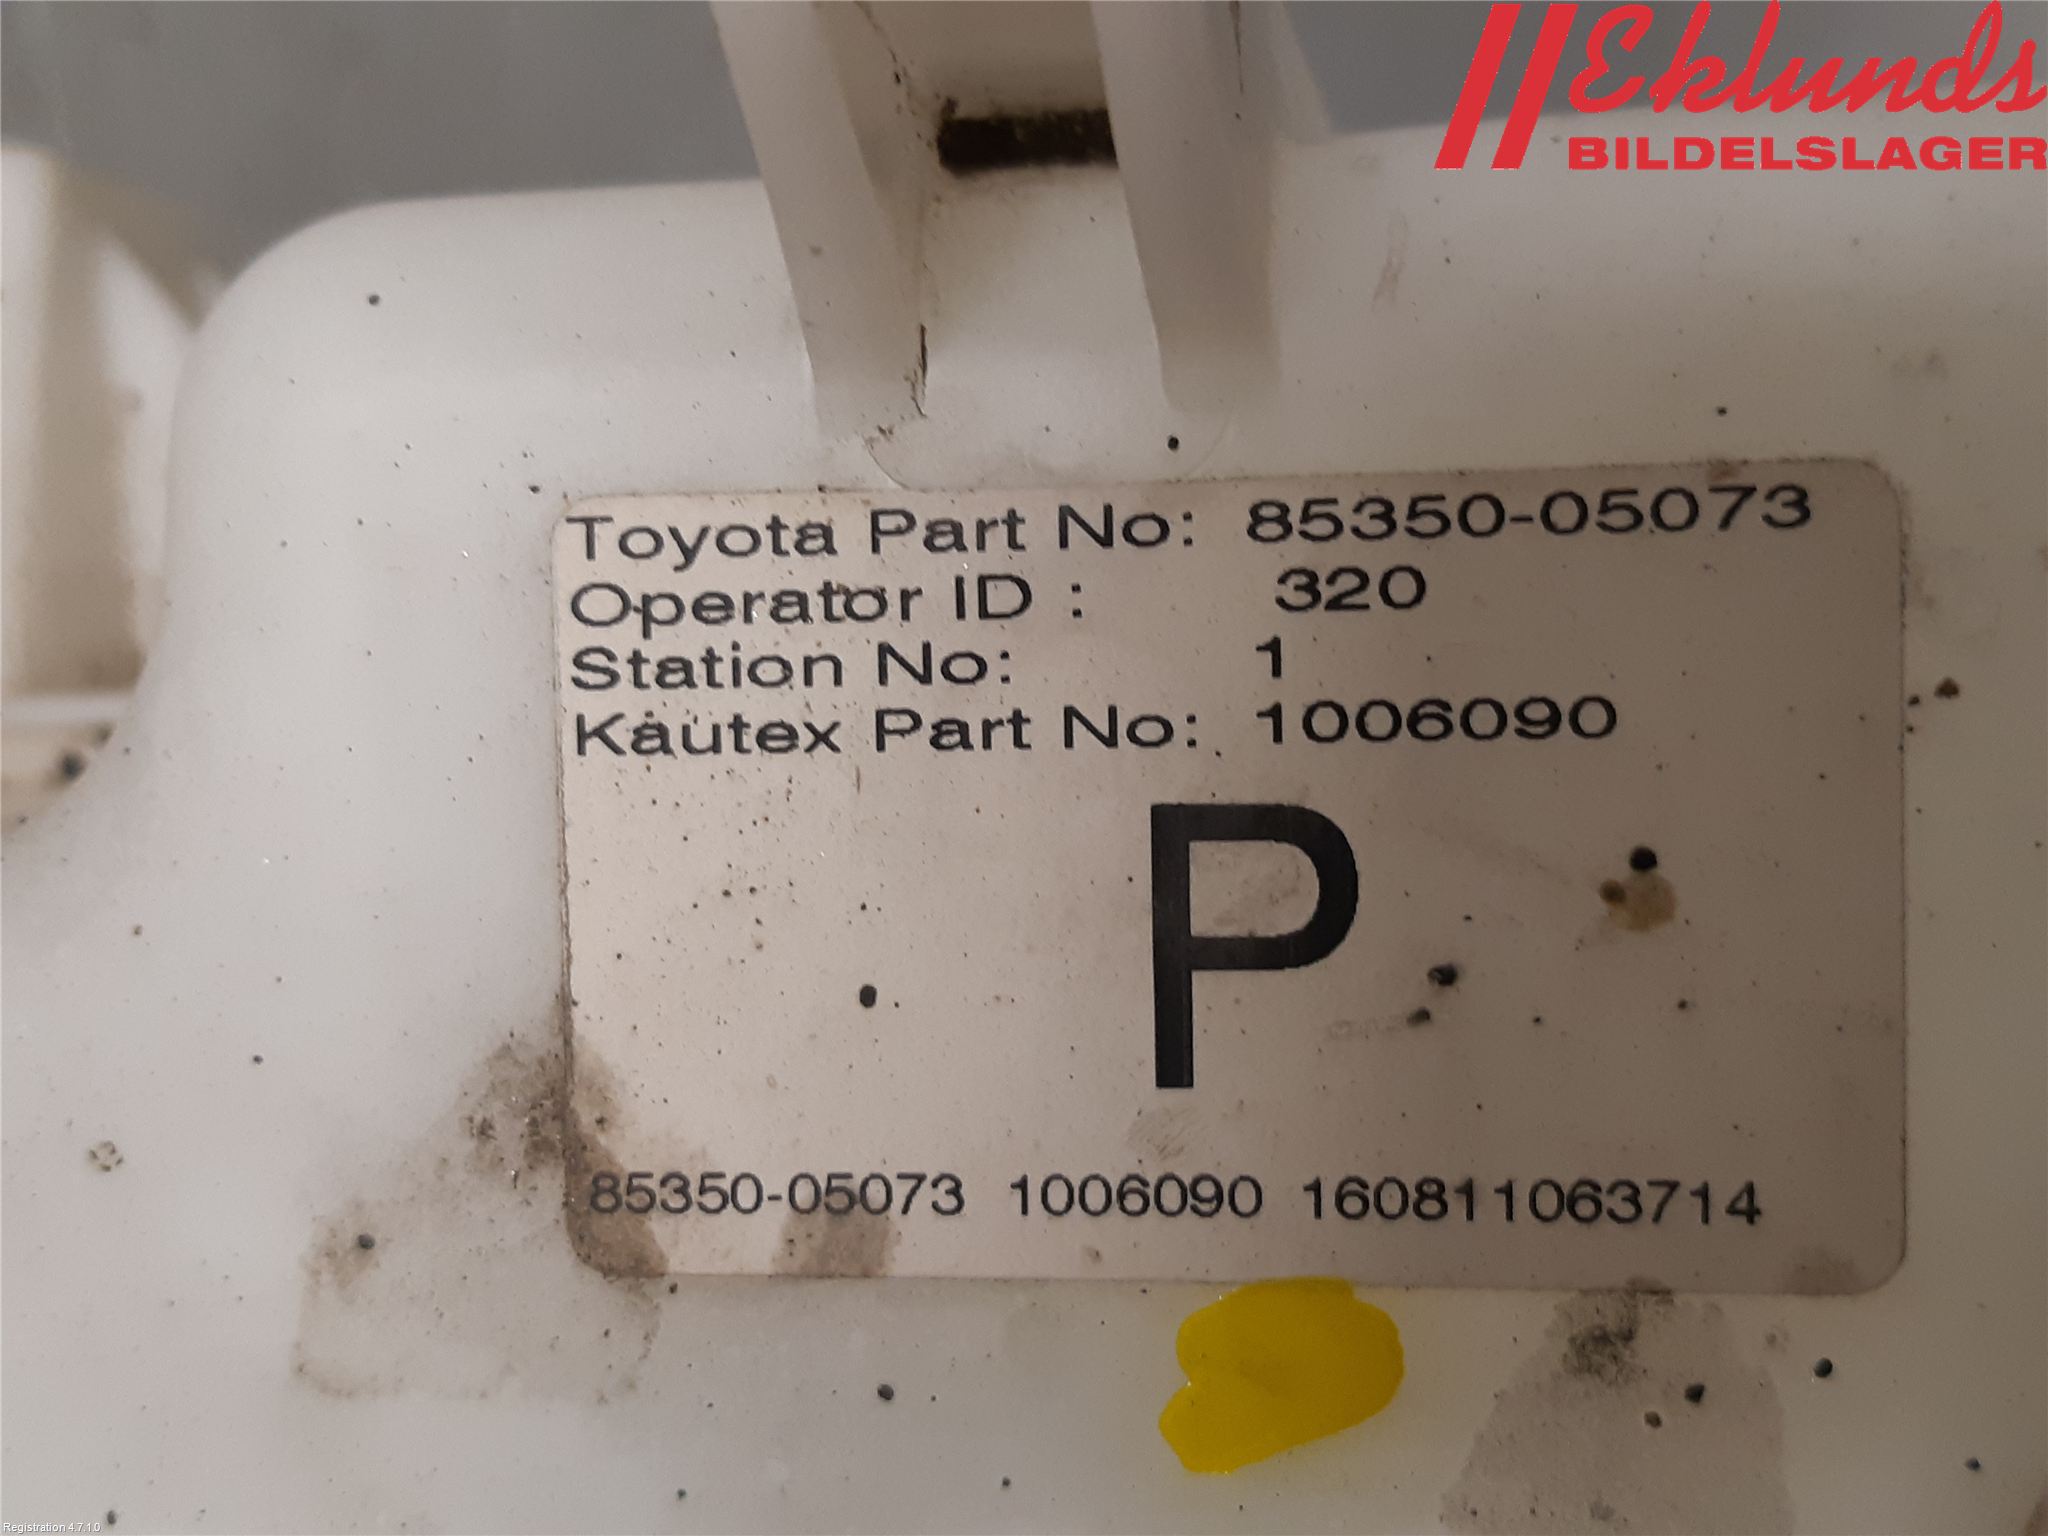 Eklunds
BILDELSLAGER
Toyota Part No: 85350-05073
Operator ID : 320
Station No: 1
Kautex Part No: 1006090
P
85350-05073 1006090 160811063714
Registration 4.7.1.0